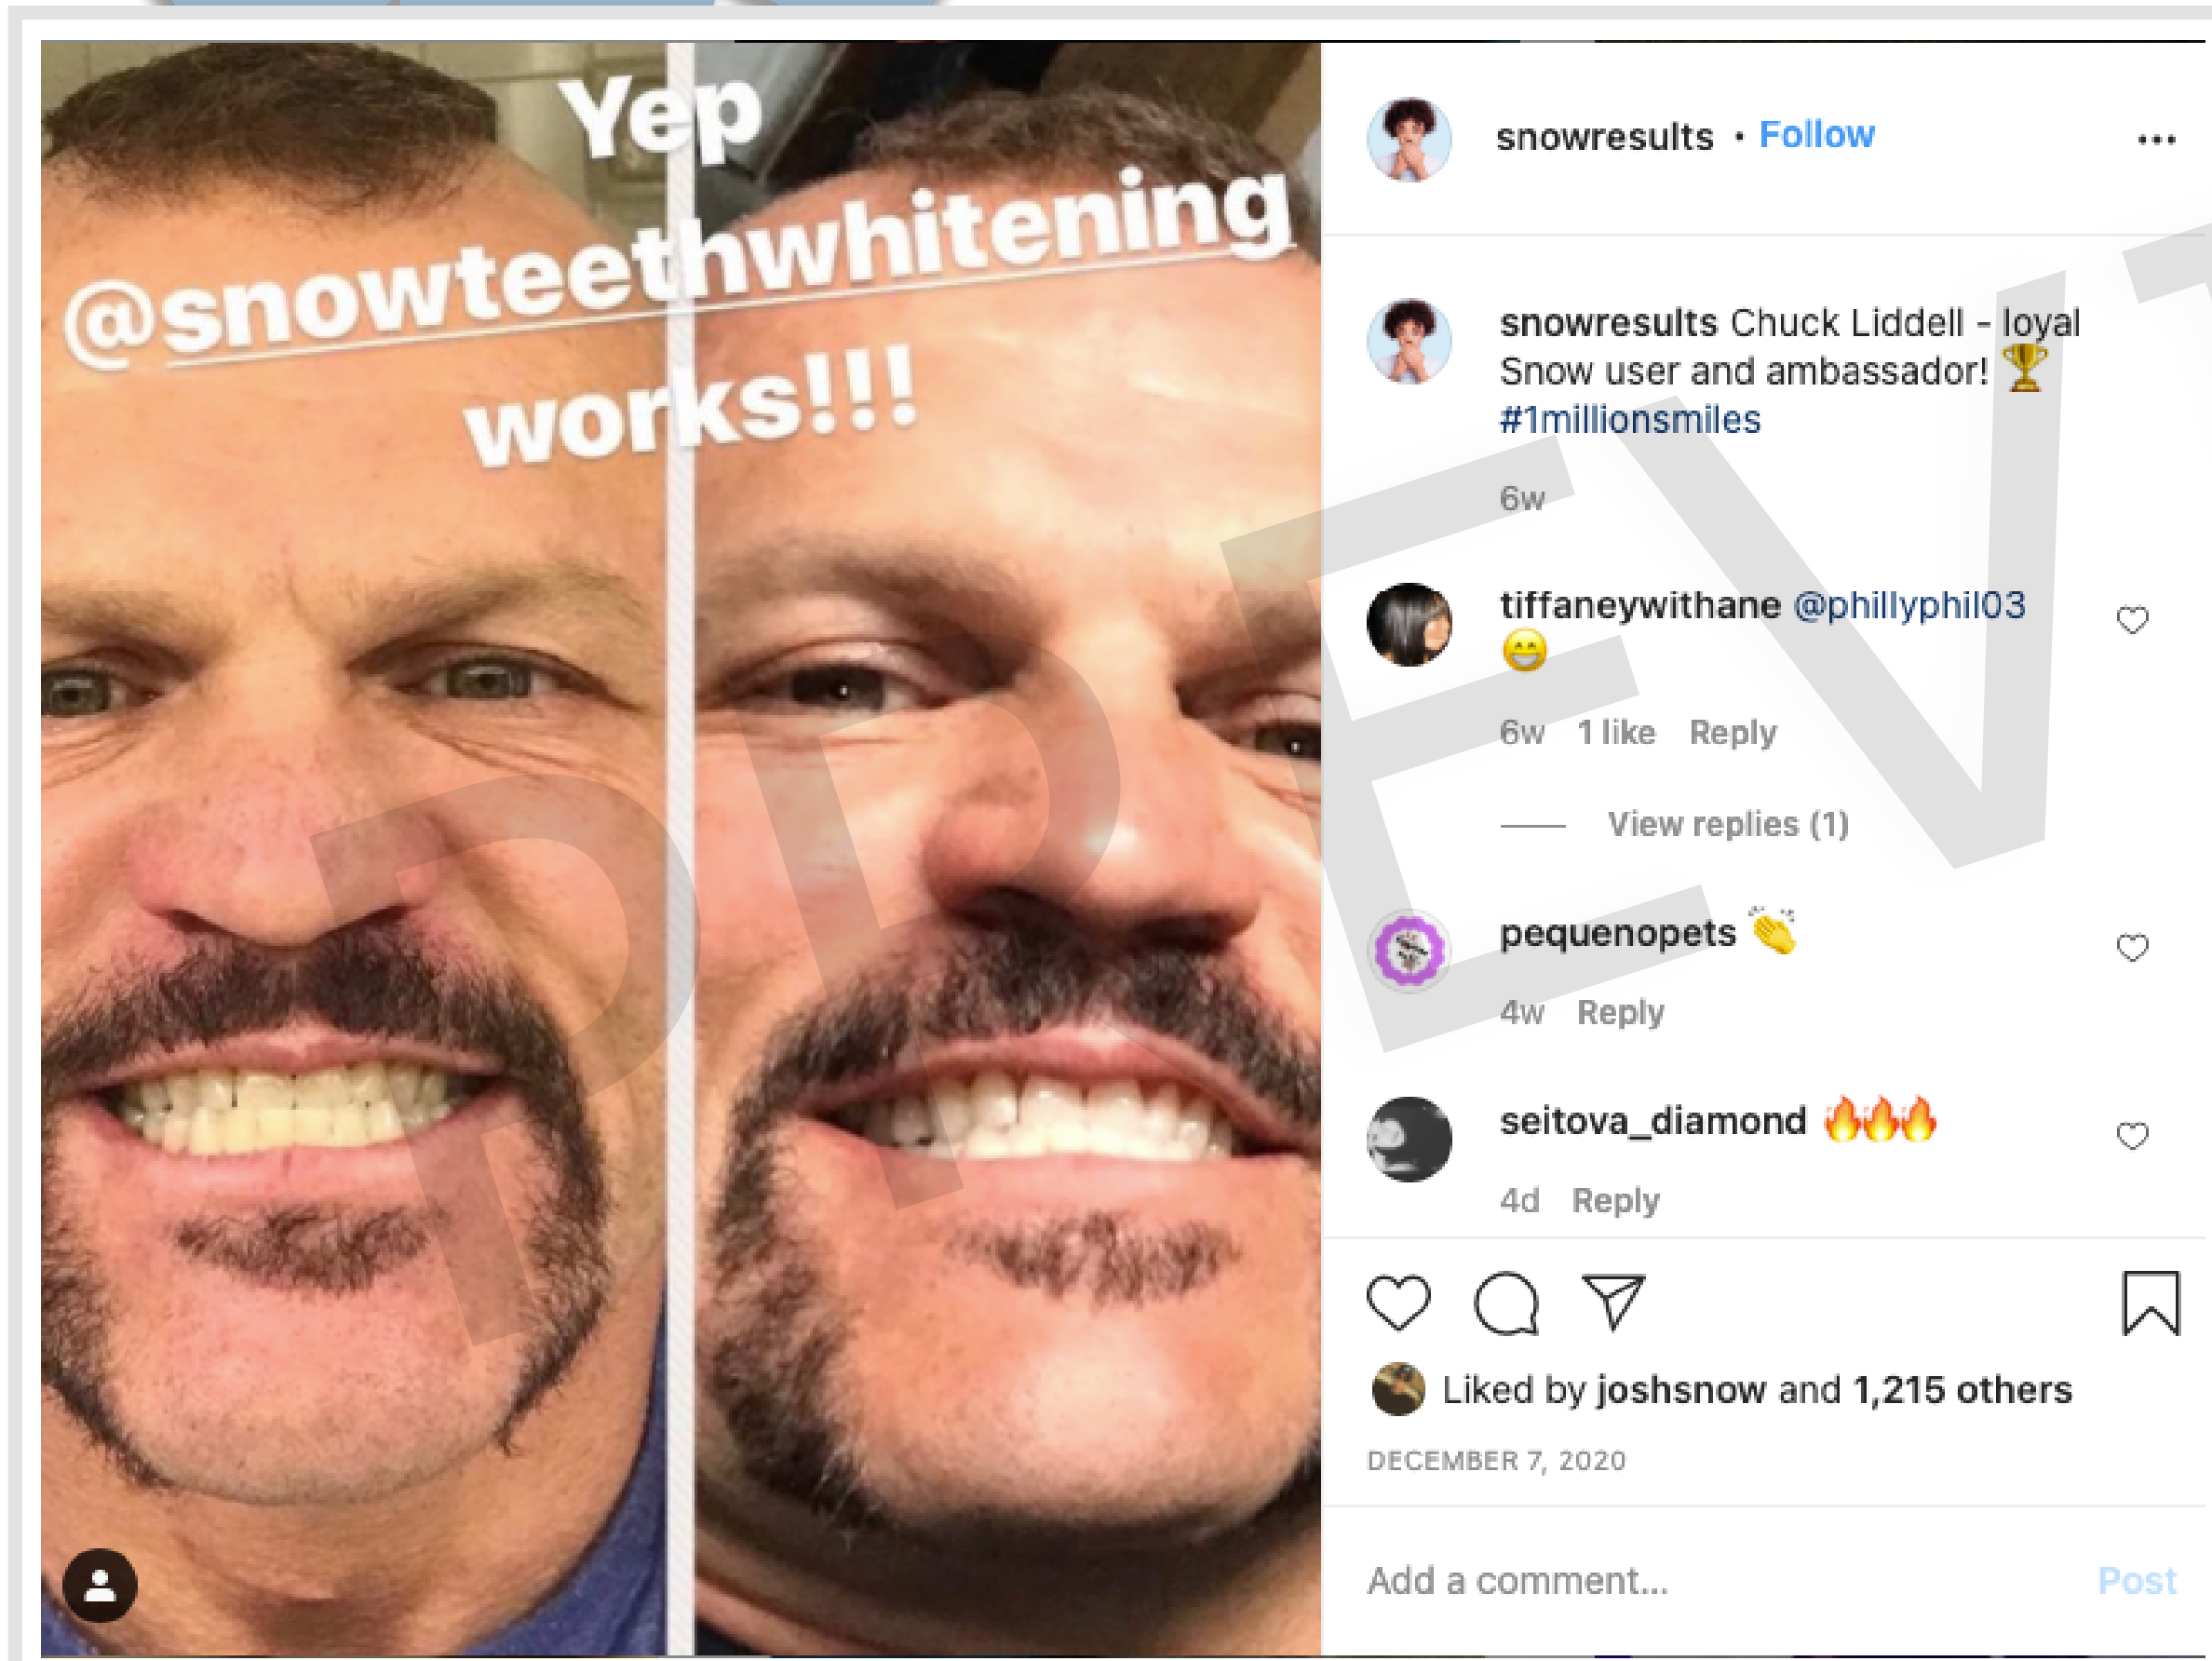 Yep
@snowteethwhitening
works!!!
snowresults • Follow
snowresults Chuck Liddell - loyal
Snow user and ambassador! 🏆
#1millionsmiles
6w
tiffaneywithane @phillyphil03
😁
6w 1 like Reply
View replies (1)
pequenopets 👏
4w Reply
seitova_diamond 🔥🔥🔥
4d Reply
Liked by joshsnow and 1,215 others
DECEMBER 7, 2020
Add a comment... Post